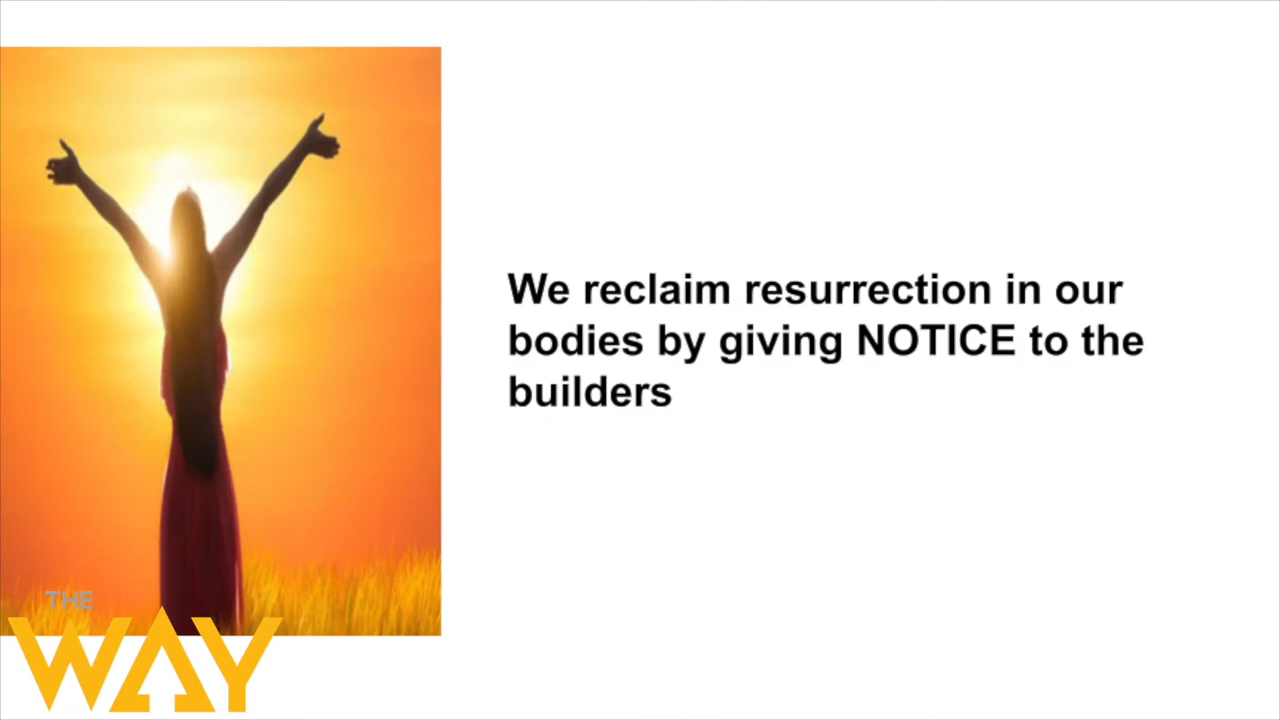 We reclaim resurrection in our
bodies by giving NOTICE to the
builders
THE
WAY